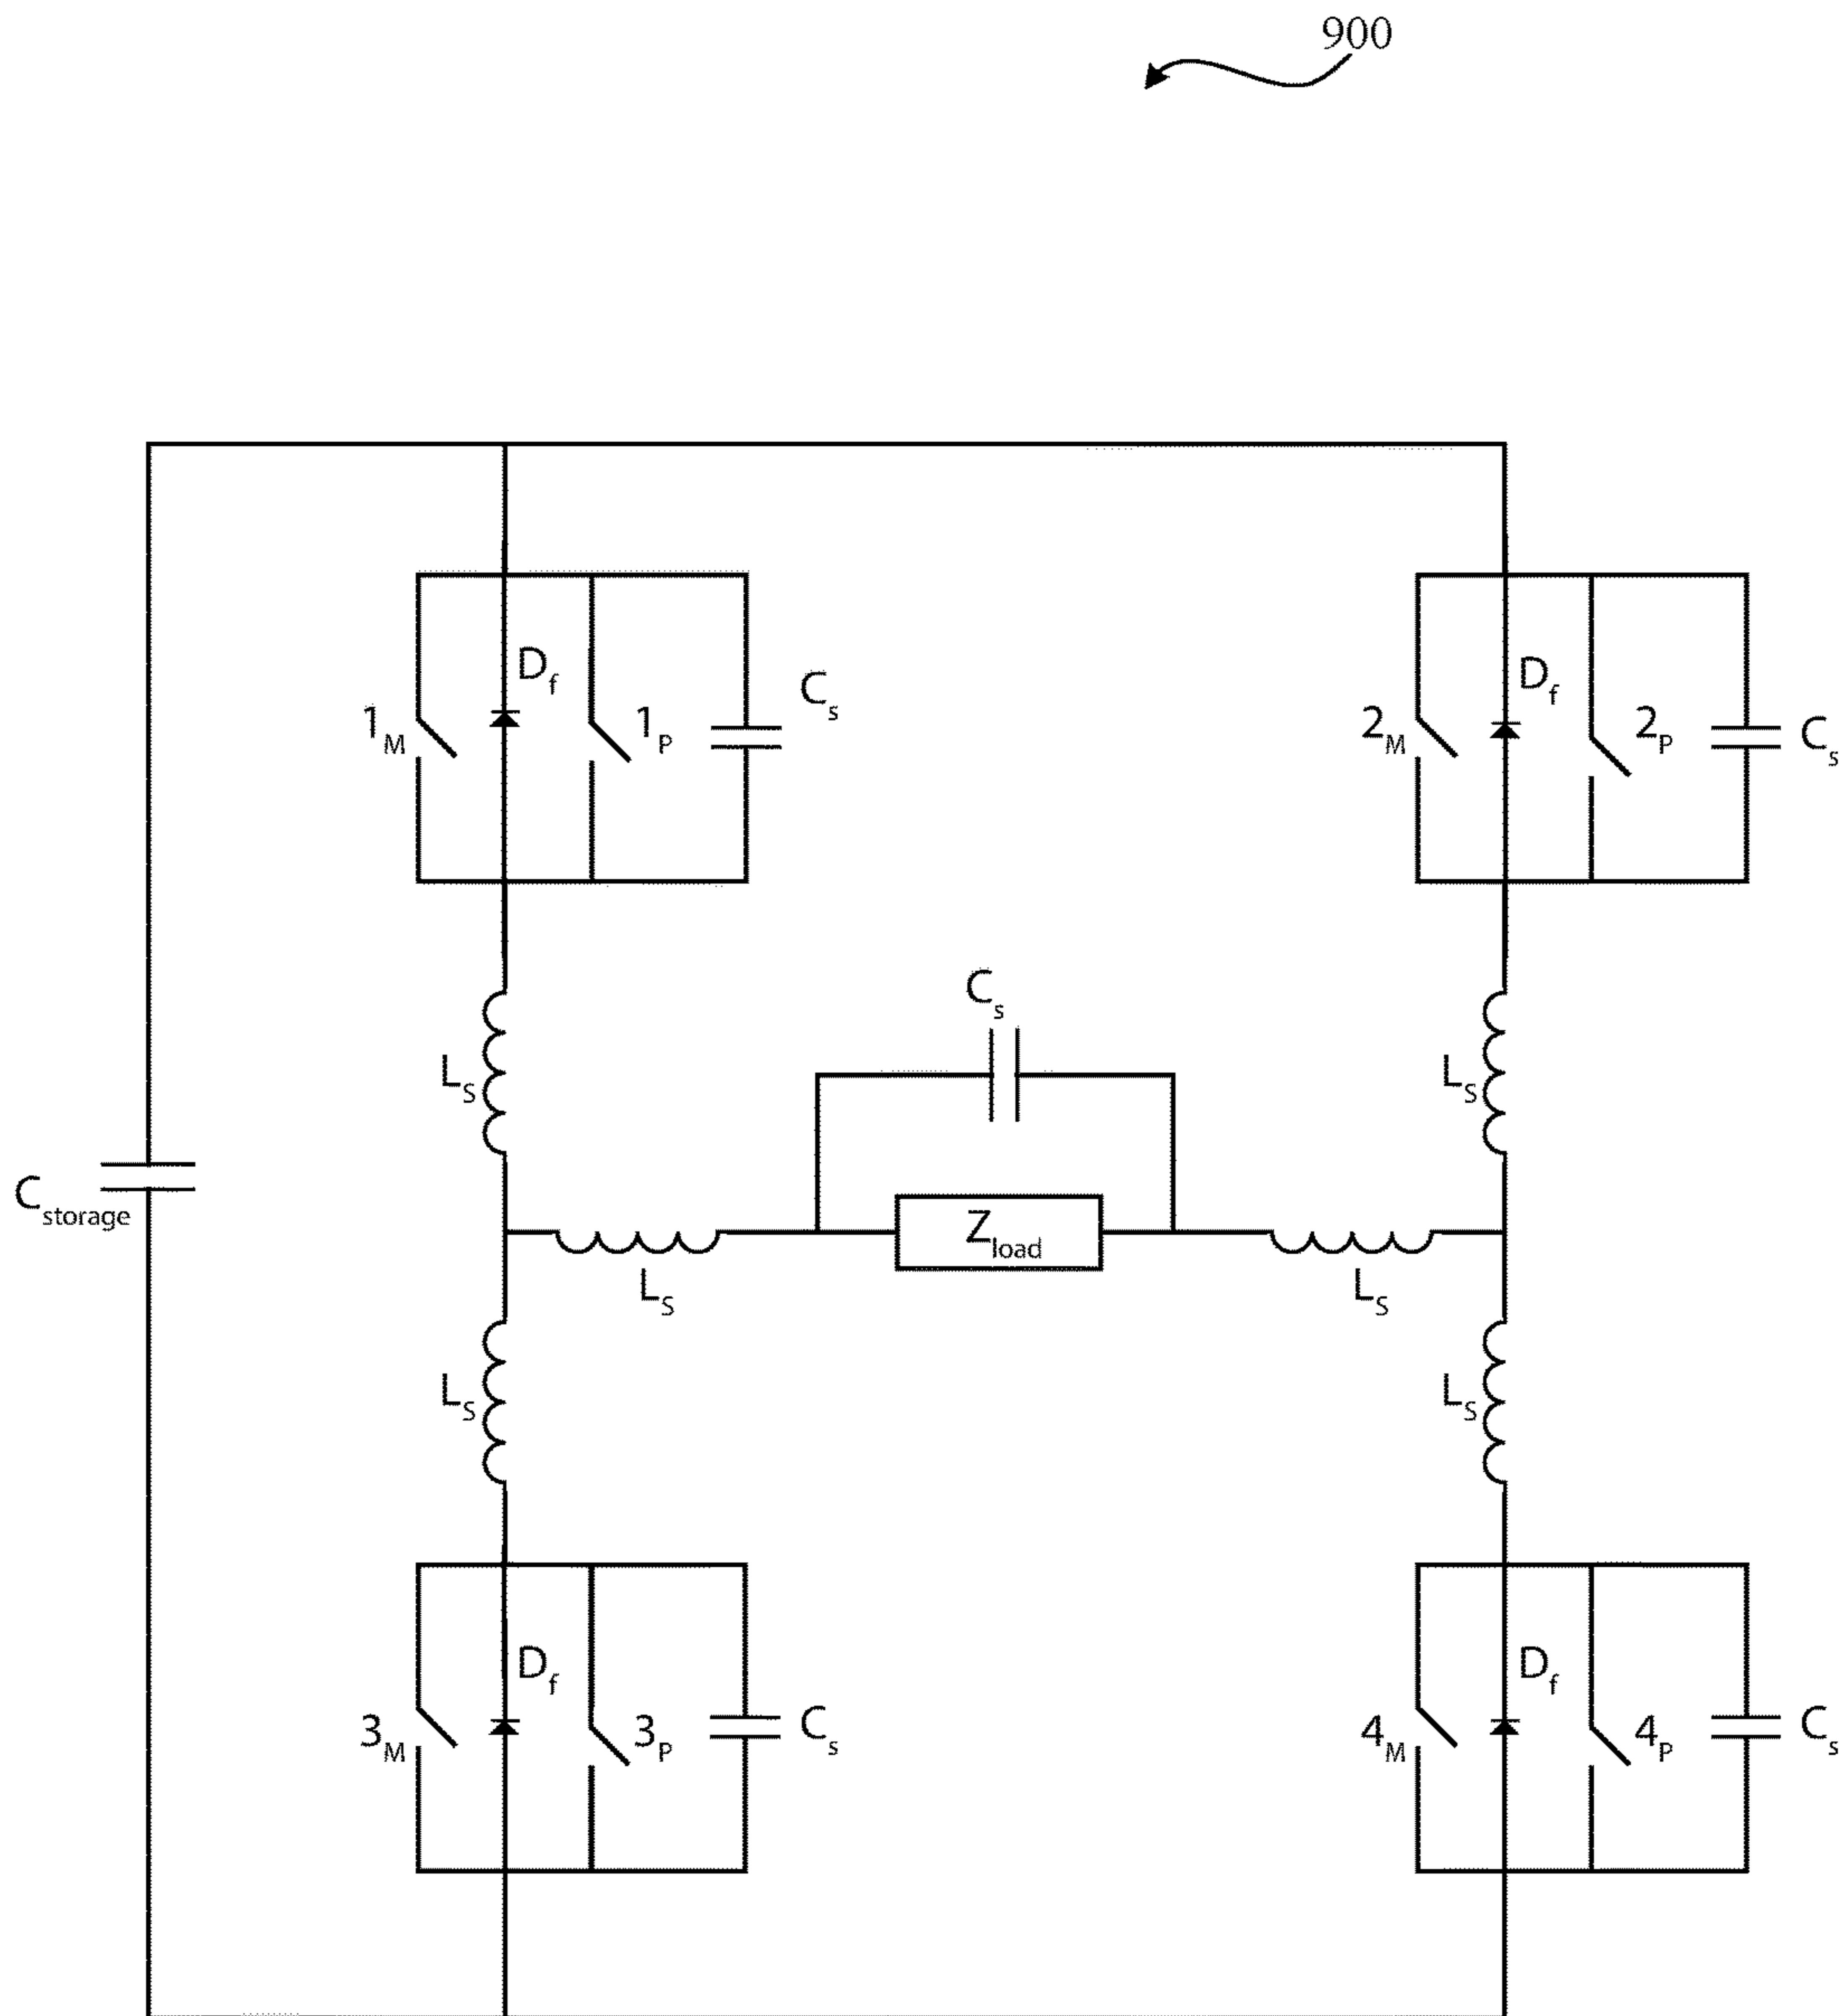 900
D_f
C_s
1_M
1_P
D_f
C_s
2_M
2_P
C_s
L_S
L_S
C_storage
Z_load
L_S
L_S
L_S
L_S
D_f
C_s
3_M
3_P
D_f
C_s
4_M
4_P